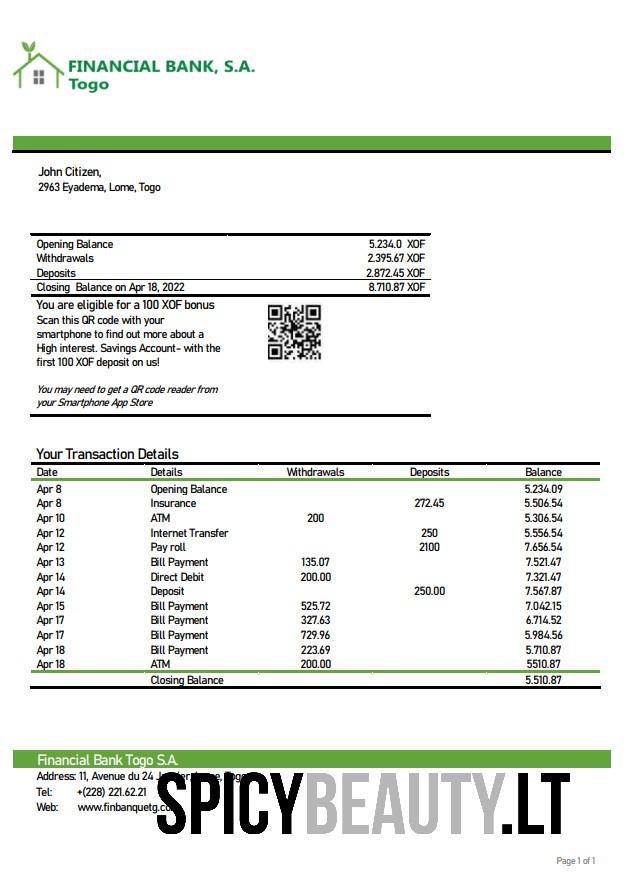 FINANCIAL BANK, S.A.
Togo
John Citizen,
2963 Eyadema, Lome, Togo
Opening Balance 5.234.0 XOF
Withdrawals 2.395.67 XOF
Deposits 2.872.45 XOF
Closing Balance on Apr 18, 2022 8.710.87 XOF
You are eligible for a 100 XOF bonus
Scan this QR code with your
smartphone to find out more about a
High interest. Savings Account- with the
first 100 XOF deposit on us!
You may need to get a QR code reader from
your Smartphone App Store
Your Transaction Details
Date Details Withdrawals Deposits Balance
Apr 8 Opening Balance 5.234.09
Apr 8 Insurance 272.45 5.506.54
Apr 10 ATM 200 5.306.54
Apr 12 Internet Transfer 250 5.556.54
Apr 12 Pay roll 2100 7.656.54
Apr 13 Bill Payment 135.07 7.521.47
Apr 14 Direct Debit 200.00 7.321.47
Apr 14 Deposit 250.00 7.567.87
Apr 15 Bill Payment 525.72 7.042.15
Apr 17 Bill Payment 327.63 6.714.52
Apr 17 Bill Payment 729.96 5.984.56
Apr 18 Bill Payment 223.69 5.710.87
Apr 18 ATM 200.00 5510.87
Closing Balance 5.510.87
Financial Bank Togo S.A.
Address: 11, Avenue du 24 Togo
Tel: +(228) 221.62.21
Web: www.finbanquetg.co
SPICYBEAUTY.LT
Page 1 of 1